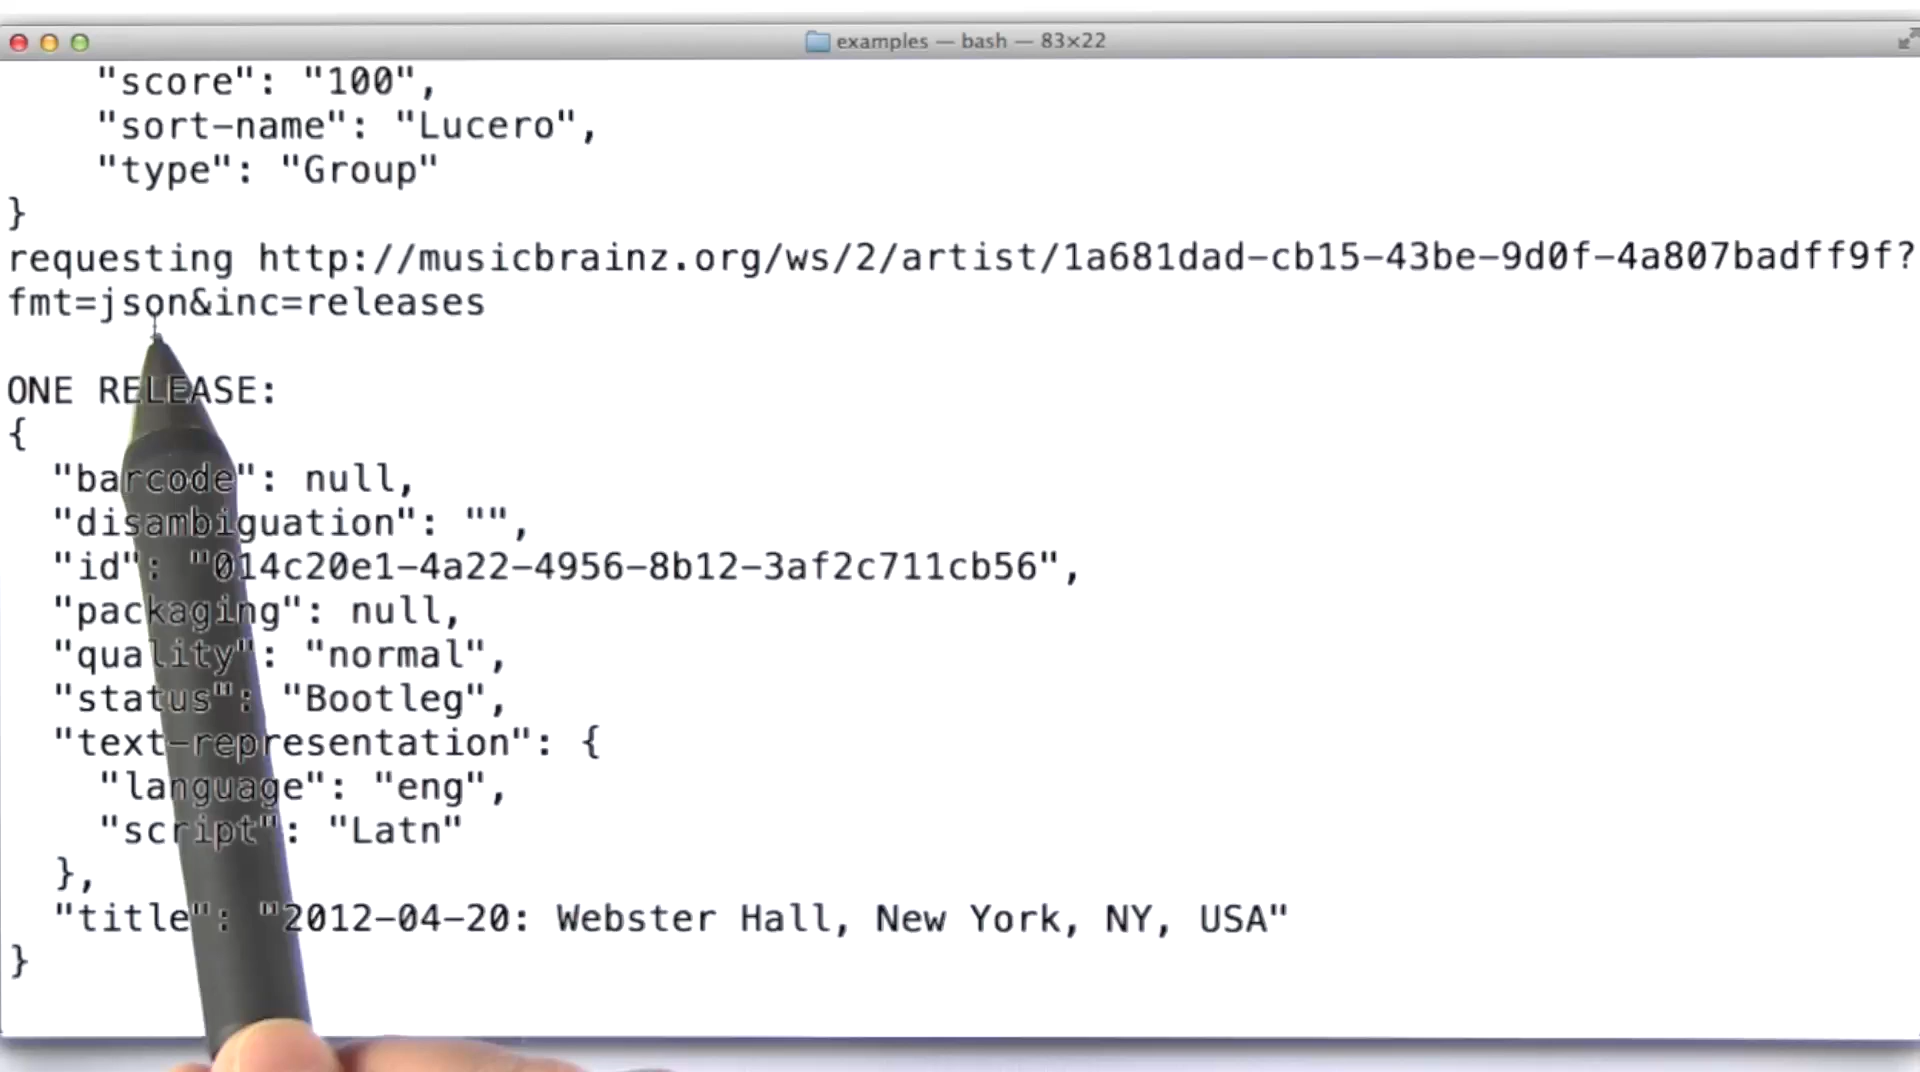 examples — bash — 83×22
"score": "100",
"sort-name": "Lucero",
"type": "Group"
}
requesting http://musicbrainz.org/ws/2/artist/1a681dad-cb15-43be-9d0f-4a807badff9f?
fmt=json&inc=releases
ONE RELEASE:
{
"barcode": null,
"disambiguation": "",
"id": "014c20e1-4a22-4956-8b12-3af2c711cb56",
"packaging": null,
"quality": "normal",
"status": "Bootleg",
"text-representation": {
"language": "eng",
"script": "Latn"
},
"title": "2012-04-20: Webster Hall, New York, NY, USA"
}